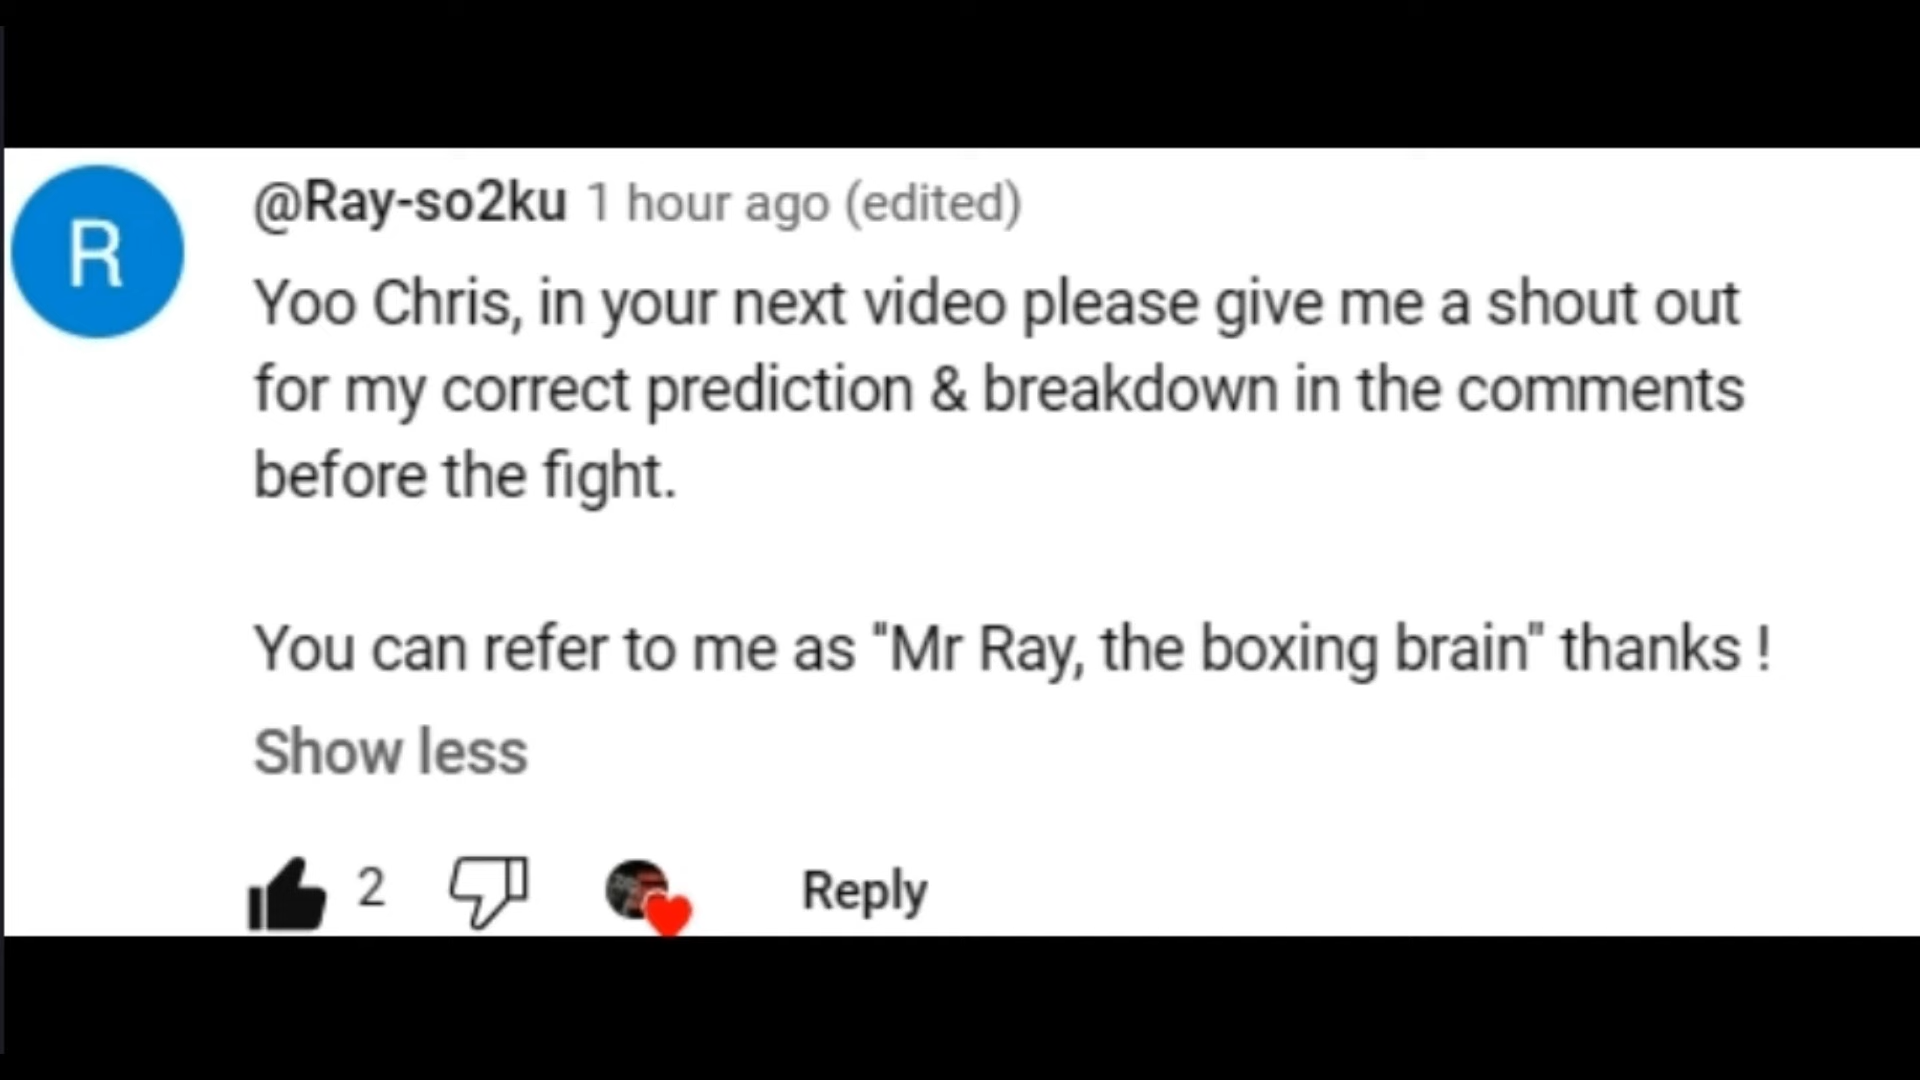 R
@Ray-so2ku 1 hour ago (edited)
Yoo Chris, in your next video please give me a shout out
for my correct prediction & breakdown in the comments
before the fight.
You can refer to me as "Mr Ray, the boxing brain" thanks !
Show less
2
Reply